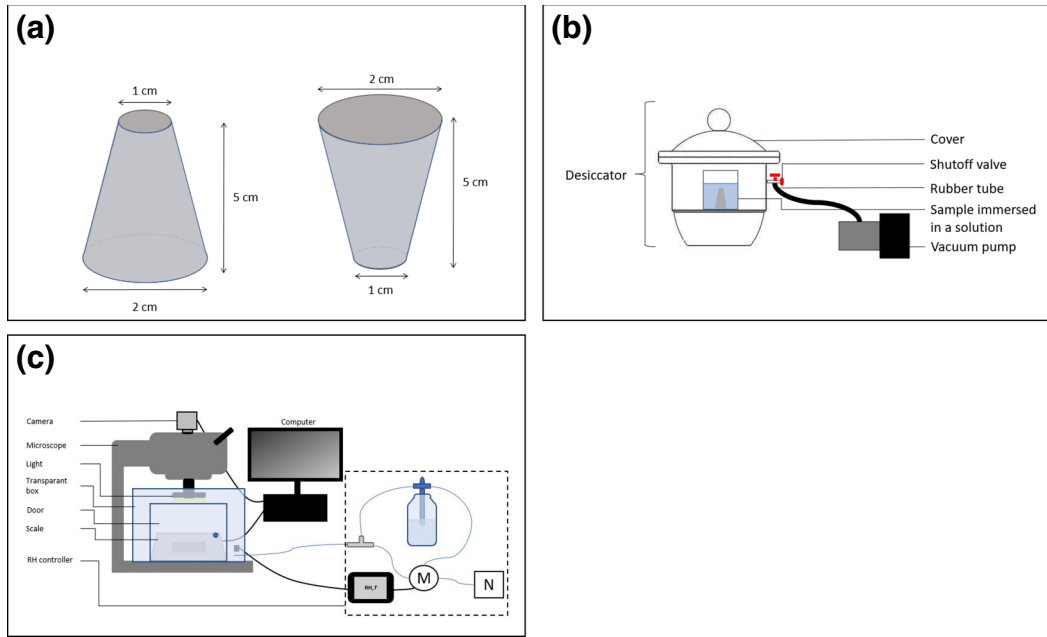 (a)
1 cm
5 cm
2 cm
2 cm
5 cm
1 cm
(b)
Desiccator
Cover
Shutoff valve
Rubber tube
Sample immersed
in a solution
Vacuum pump
(c)
Camera
Microscope
Light
Transparant
box
Door
Scale
RH controller
Computer
RH, T
M
N